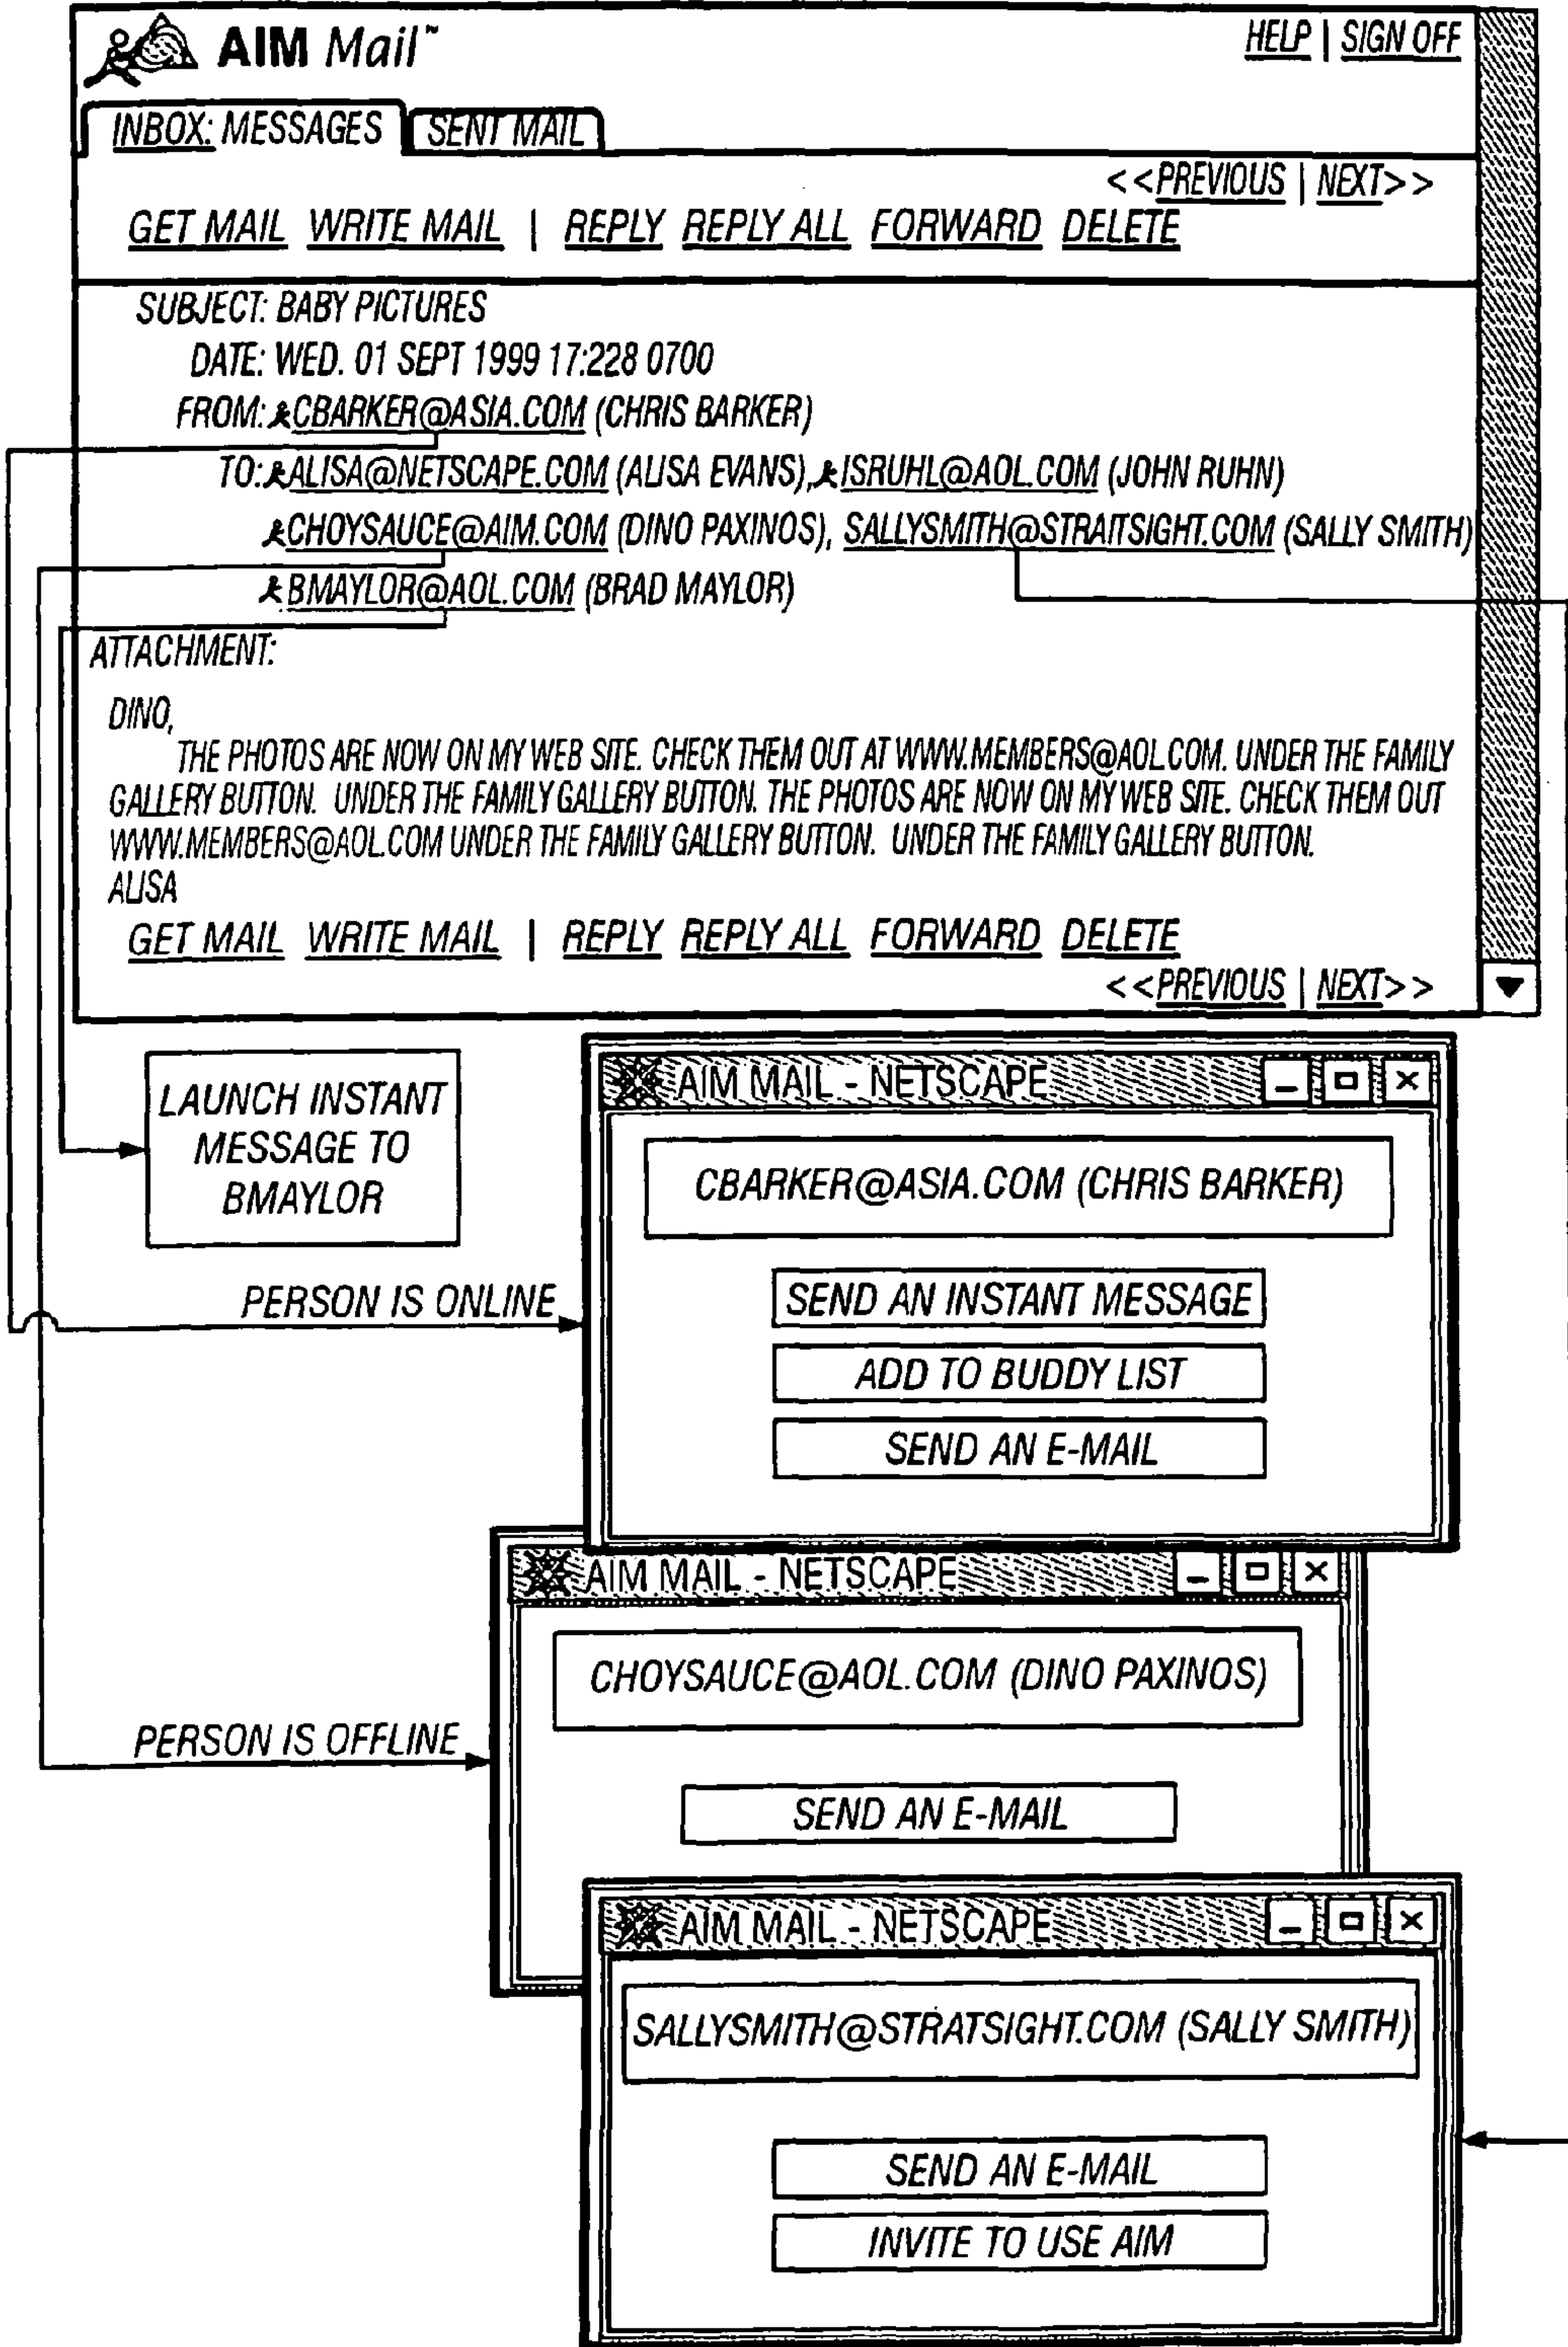 AIM Mail™
HELP | SIGN OFF
INBOX: MESSAGES SENT MAIL
<<PREVIOUS | NEXT>>
GET MAIL WRITE MAIL | REPLY REPLY ALL FORWARD DELETE
SUBJECT: BABY PICTURES
DATE: WED. 01 SEPT 1999 17:228 0700
FROM: CBARKER@ASIA.COM (CHRIS BARKER)
TO: ALISA@NETSCAPE.COM (ALISA EVANS), ISRUHL@AOL.COM (JOHN RUHN)
CHOYSAUCE@AIM.COM (DINO PAXINOS), SALLYSMITH@STRAITSIGHT.COM (SALLY SMITH)
BMAYLOR@AOL.COM (BRAD MAYLOR)
ATTACHMENT:
DINO,
THE PHOTOS ARE NOW ON MY WEB SITE. CHECK THEM OUT AT WWW.MEMBERS@AOL.COM. UNDER THE FAMILY
GALLERY BUTTON. UNDER THE FAMILY GALLERY BUTTON. THE PHOTOS ARE NOW ON MY WEB SITE. CHECK THEM OUT
WWW.MEMBERS@AOL.COM UNDER THE FAMILY GALLERY BUTTON. UNDER THE FAMILY GALLERY BUTTON.
ALISA
GET MAIL WRITE MAIL | REPLY REPLY ALL FORWARD DELETE
<<PREVIOUS | NEXT>>
LAUNCH INSTANT
MESSAGE TO
BMAYLOR
AIM MAIL - NETSCAPE
CBARKER@ASIA.COM (CHRIS BARKER)
SEND AN INSTANT MESSAGE
PERSON IS ONLINE
ADD TO BUDDY LIST
SEND AN E-MAIL
AIM MAIL - NETSCAPE
CHOYSAUCE@AOL.COM (DINO PAXINOS)
PERSON IS OFFLINE
SEND AN E-MAIL
AIM MAIL - NETSCAPE
SALLYSMITH@STRATSIGHT.COM (SALLY SMITH)
SEND AN E-MAIL
INVITE TO USE AIM